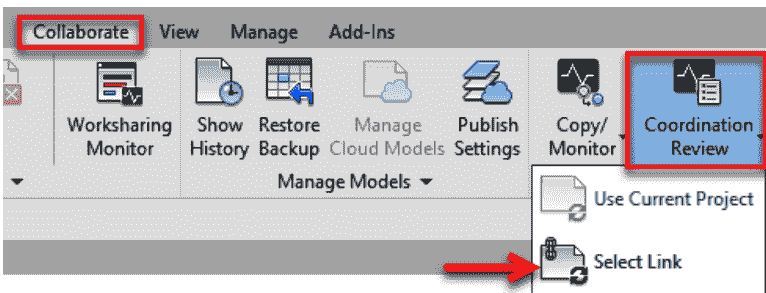 Collaborate View Manage Add-Ins
Worksharing Monitor
Show History
Restore Backup
Manage Cloud Models
Publish Settings
Copy/ Monitor
Coordination Review
Manage Models
Use Current Project
Select Link